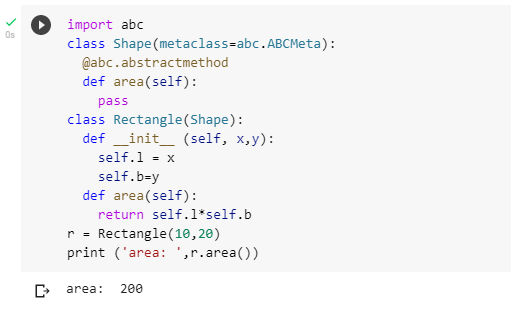 import abc
class Shape(metaclass=abc.ABCMeta):
  @abc.abstractmethod
  def area(self):
    pass
class Rectangle(Shape):
  def __init__ (self, x,y):
    self.l = x
    self.b=y
  def area(self):
    return self.l*self.b
r = Rectangle(10,20)
print ('area: ',r.area())
0s
area:  200